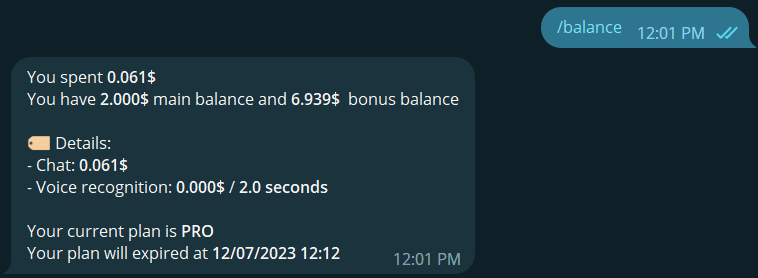 /balance 12:01 PM
You spent 0.061$
You have 2.000$ main balance and 6.939$ bonus balance
Details:
- Chat: 0.061$
- Voice recognition: 0.000$ / 2.0 seconds
Your current plan is PRO
Your plan will expired at 12/07/2023 12:12
12:01 PM